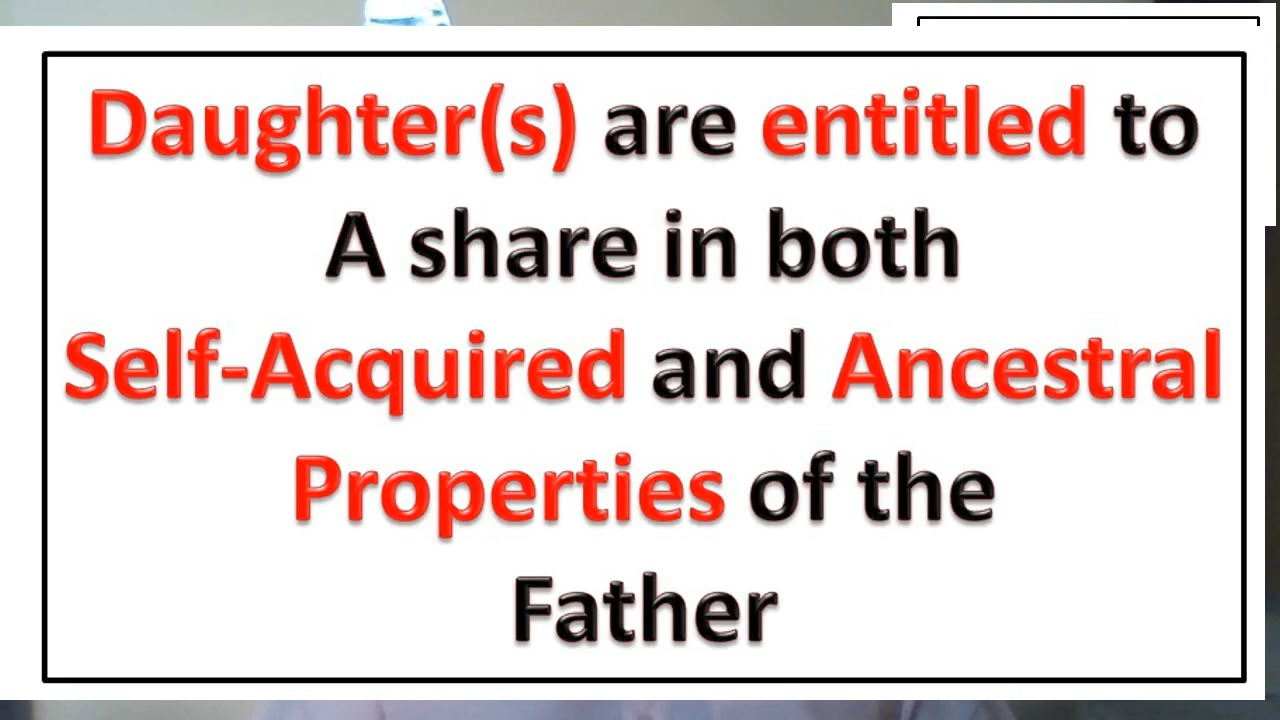 Daughter(s) are entitled to
A share in both
Self-Acquired and Ancestral
Properties of the
Father